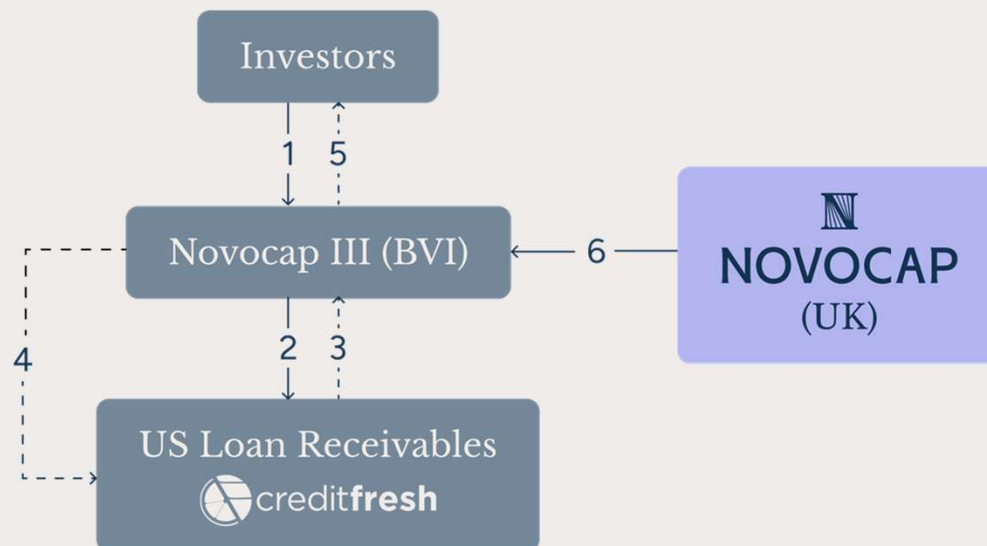 Investors
1 5
Novocap III (BVI)
6
N
NOVOCAP
(UK)
2 3
4
US Loan Receivables
creditfresh